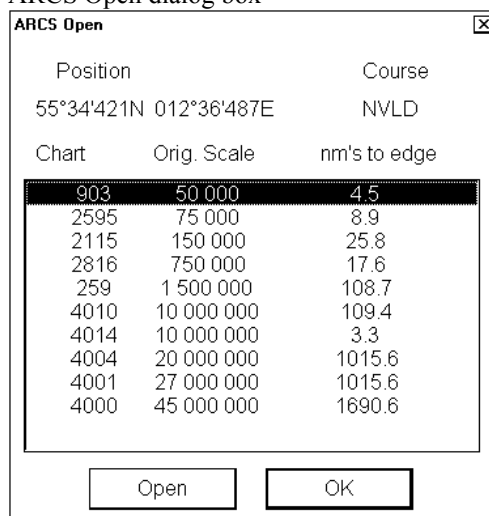 ARCS Open dialog box
ARCS Open
Position Course
55°34'421N 012°36'487E NVLD
Chart Orig. Scale nm's to edge
903 50 000 4.5
2595 75 000 8.9
2115 150 000 25.8
2816 750 000 17.6
259 1 500 000 108.7
4010 10 000 000 109.4
4014 10 000 000 3.3
4004 20 000 000 1015.6
4001 27 000 000 1015.6
4000 45 000 000 1690.6
Open OK